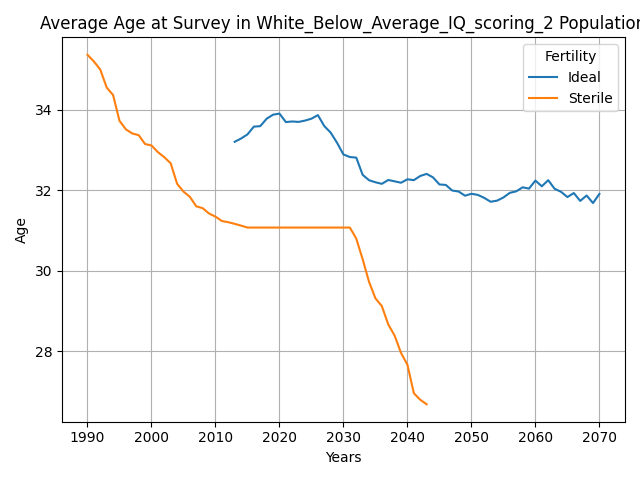 Average Age at Survey in White_Below_Average_IQ_scoring_2 Population
Fertility
Ideal
Sterile
34
32
30
28
Age
1990 2000 2010 2020 2030 2040 2050 2060 2070
Years